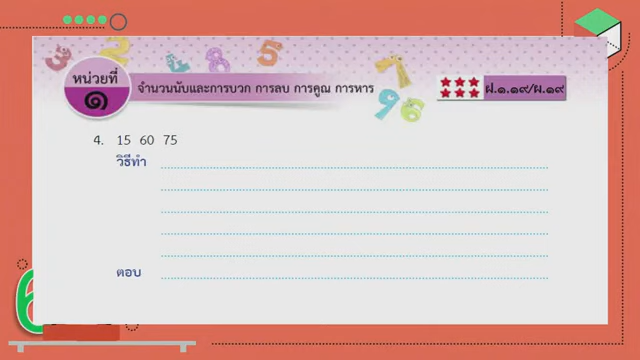 หน่วยที่
๑
จำนวนนับและการบวก การลบ การคูณ การหาร
ฝ.๑.๑๙/ผ.๑๙
4. 15 60 75
วิธีทำ
ตอบ